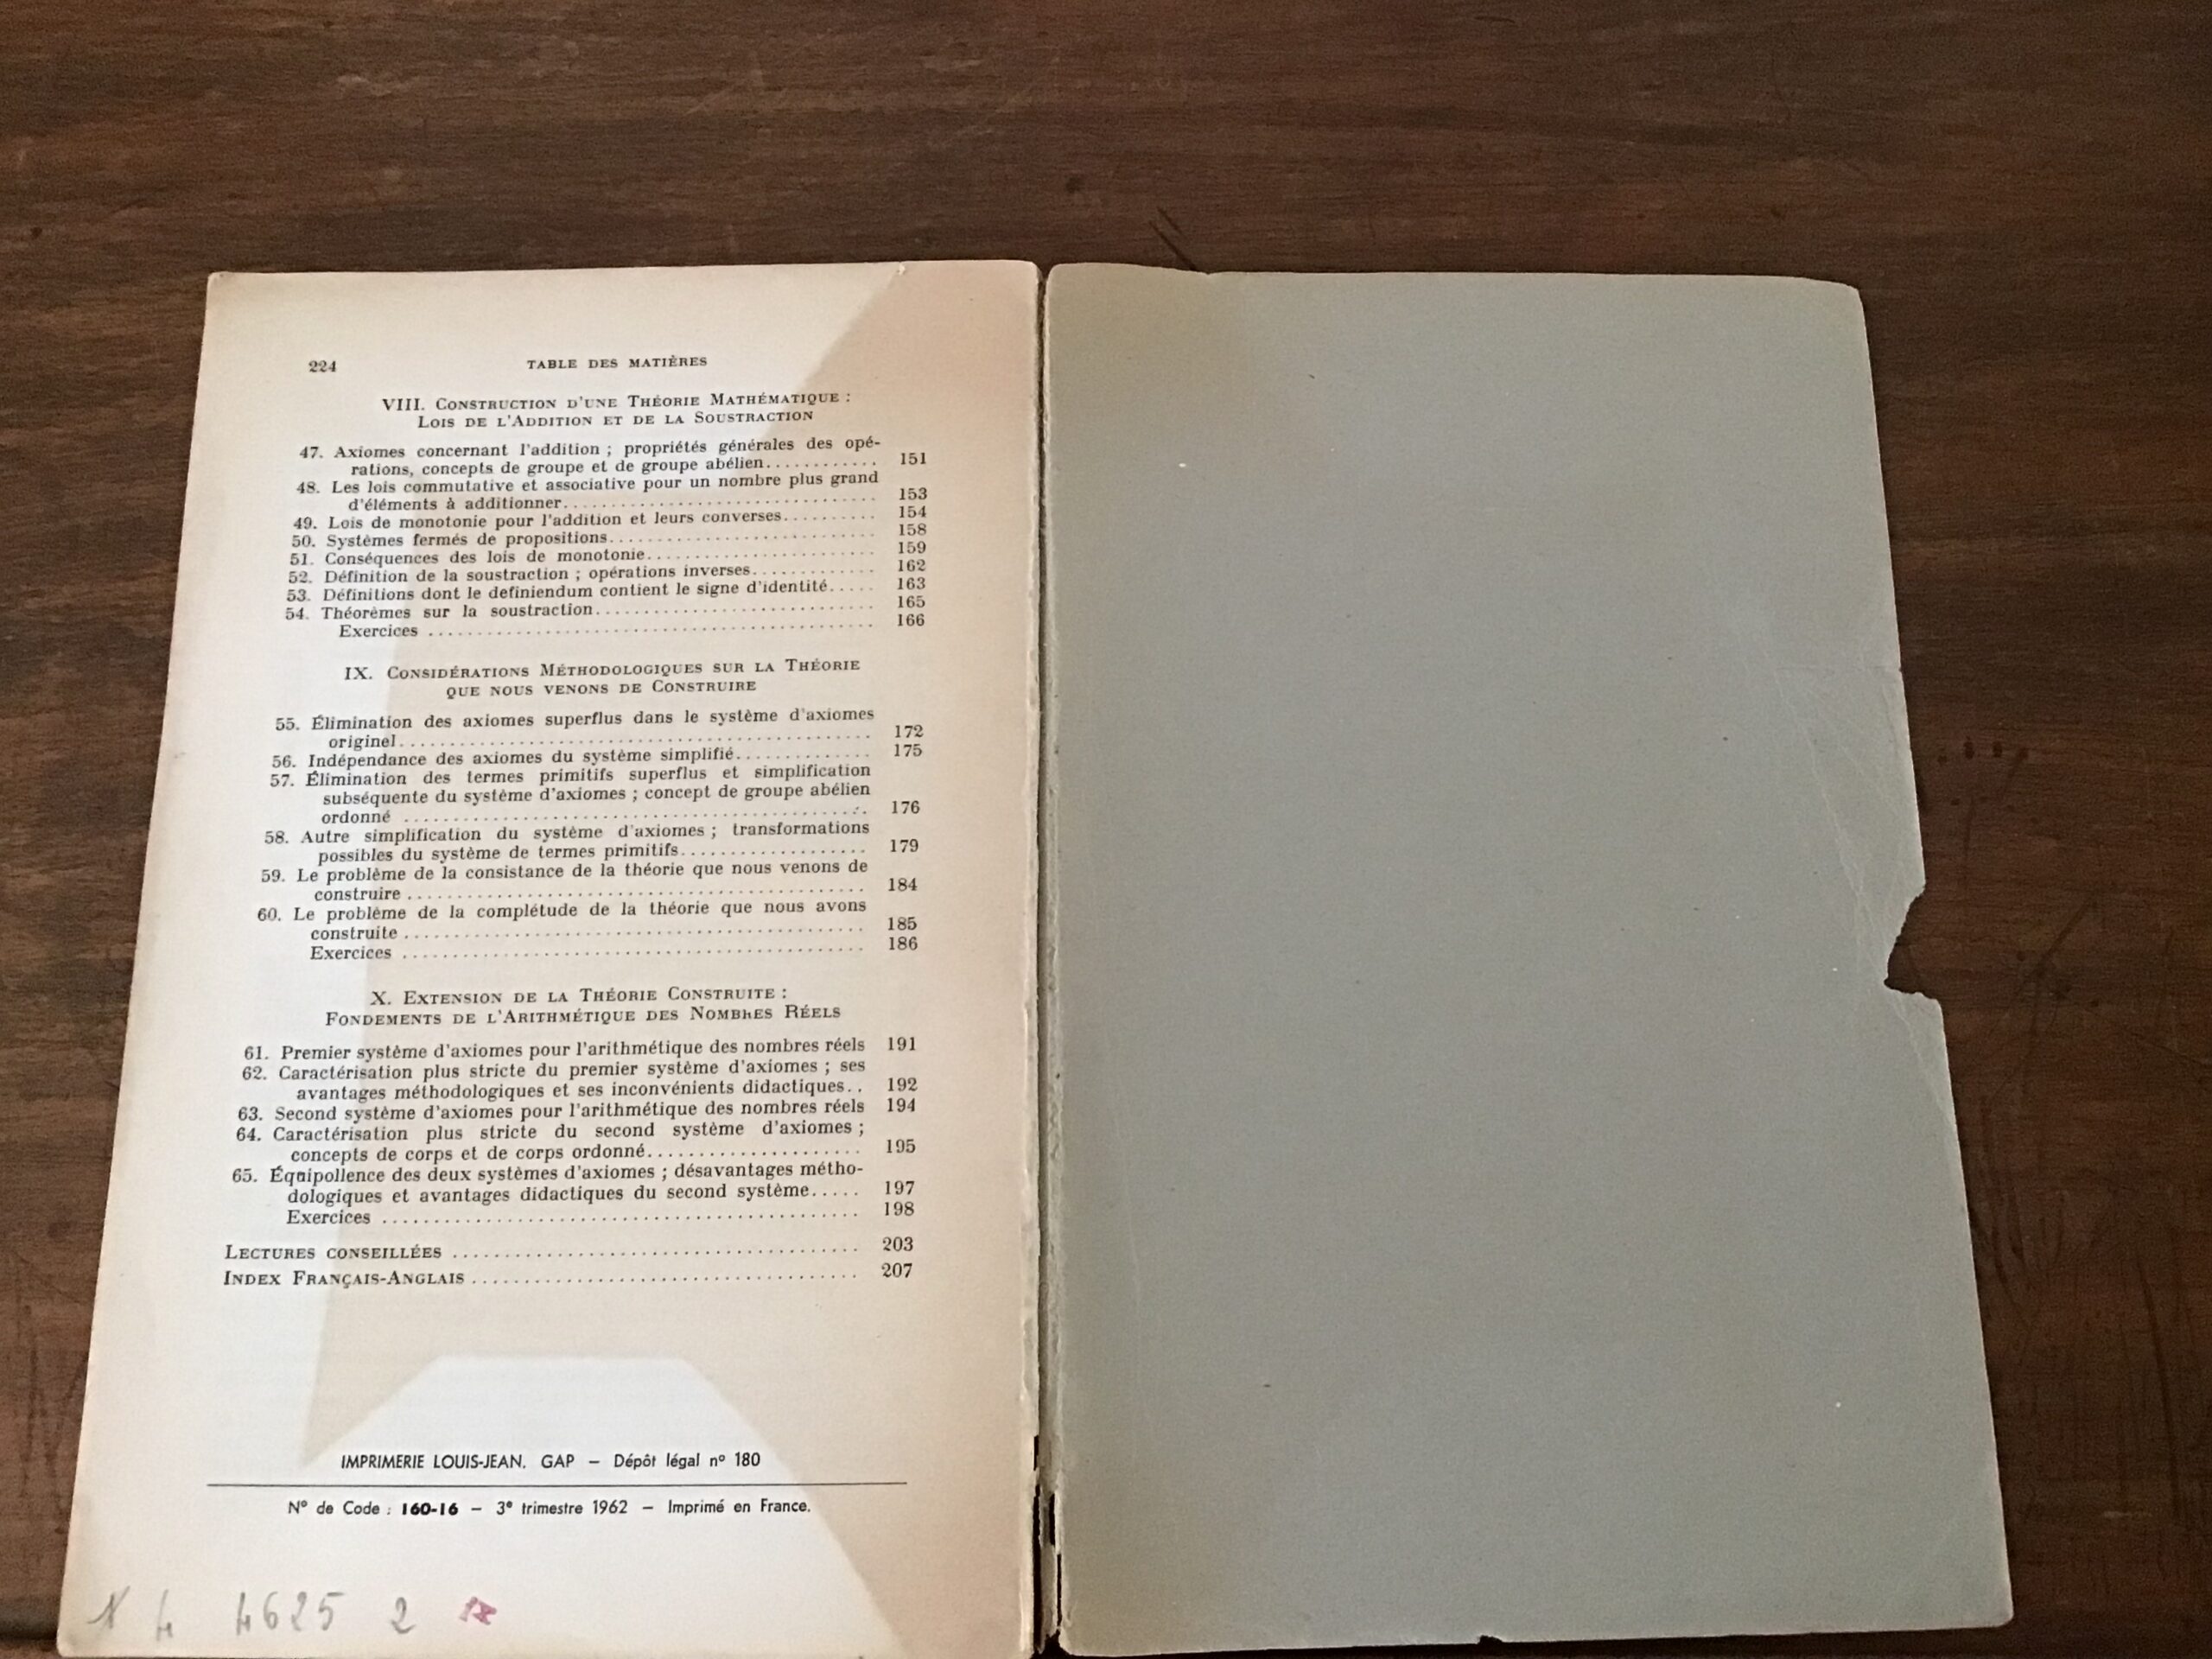 224 TABLE DES MATIÈRES
VIII. CONSTRUCTION D'UNE THÉORIE MATHÉMATIQUE :
LOIS DE L'ADDITION ET DE LA SOUSTRACTION
47. Axiomes concernant l'addition ; propriétés générales des opé-
rations, concepts de groupe et de groupe abélien............ 151
48. Les lois commutative et associative pour un nombre plus grand
d'éléments à additionner.................................. 153
49. Lois de monotonie pour l'addition et leurs converses.......... 154
50. Systèmes fermés de propositions............................ 158
51. Conséquences des lois de monotonie........................ 159
52. Définition de la soustraction ; opérations inverses............. 162
53. Définitions dont le definiendum contient le signe d'identité..... 163
54. Théorèmes sur la soustraction.............................. 165
Exercices .............................................. 166
IX. CONSIDÉRATIONS MÉTHODOLOGIQUES SUR LA THÉORIE
QUE NOUS VENONS DE CONSTRUIRE
55. Élimination des axiomes superflus dans le système d'axiomes
originel.................................................. 172
56. Indépendance des axiomes du système simplifié.............. 175
57. Élimination des termes primitifs superflus et simplification
subséquente du système d'axiomes ; concept de groupe abélien
ordonné ................................................ 176
58. Autre simplification du système d'axiomes ; transformations
possibles du système de termes primitifs................... 179
59. Le problème de la consistance de la théorie que nous venons de
construire ............................................... 184
60. Le problème de la complétude de la théorie que nous avons
construite ............................................... 185
Exercices ............................................... 186
X. EXTENSION DE LA THÉORIE CONSTRUITE :
FONDEMENTS DE L'ARITHMÉTIQUE DES NOMBRES RÉELS
61. Premier système d'axiomes pour l'arithmétique des nombres réels 191
62. Caractérisation plus stricte du premier système d'axiomes ; ses
avantages méthodologiques et ses inconvénients didactiques.. 192
63. Second système d'axiomes pour l'arithmétique des nombres réels 194
64. Caractérisation plus stricte du second système d'axiomes ;
concepts de corps et de corps ordonné..................... 195
65. Équipollence des deux systèmes d'axiomes ; désavantages métho-
dologiques et avantages didactiques du second système..... 197
Exercices ................................................ 198
LECTURES CONSEILLÉES ........................................ 203
INDEX FRANÇAIS-ANGLAIS ...................................... 207
IMPRIMERIE LOUIS-JEAN. GAP – Dépôt légal nº 180
Nº de Code : 160-16 – 3e trimestre 1962 – Imprimé en France.
4625 2